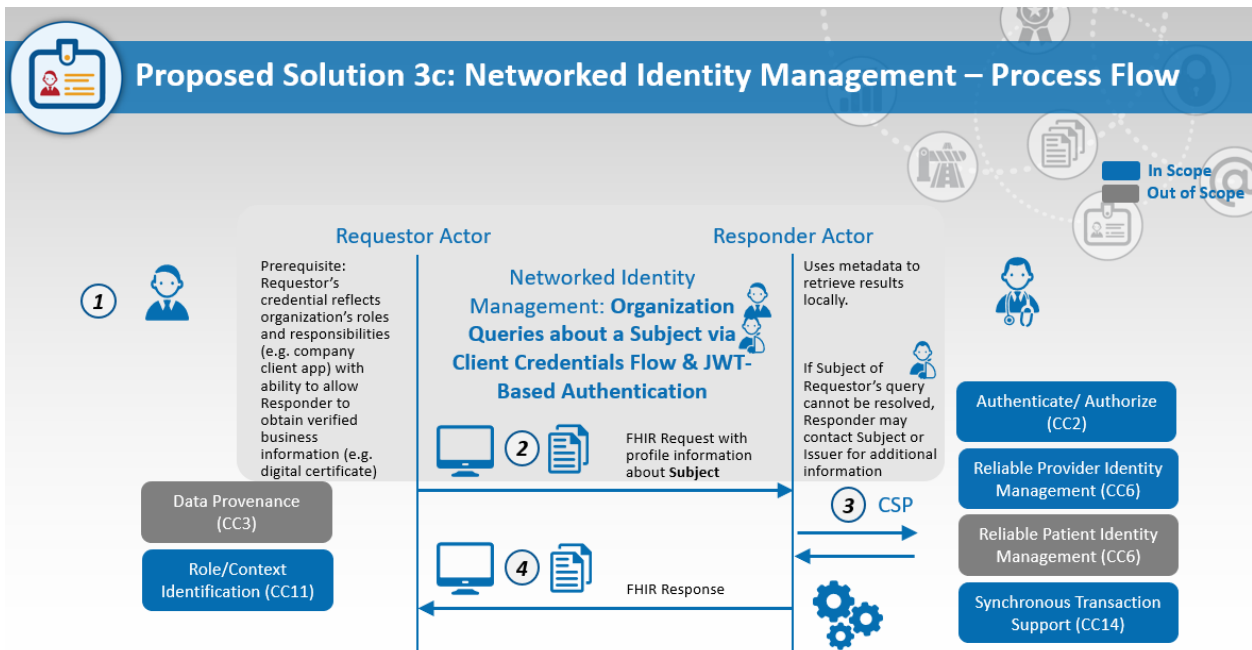 Proposed Solution 3c: Networked Identity Management – Process Flow
In Scope
Out of Scope
Requestor Actor
Responder Actor
1
Prerequisite:
Requestor's
credential reflects
organization's roles
and responsibilities
(e.g. company
client app) with
ability to allow
Responder to
obtain verified
business
information (e.g.
digital certificate)
Networked Identity
Management: Organization
Queries about a Subject via
Client Credentials Flow & JWT-
Based Authentication
Uses metadata to
retrieve results
locally.
If Subject of
Requestor's query
cannot be resolved,
Responder may
contact Subject or
Issuer for additional
information
2
FHIR Request with
profile information
about Subject
3
CSP
4
FHIR Response
Data Provenance
(CC3)
Role/Context
Identification (CC11)
Authenticate/ Authorize
(CC2)
Reliable Provider Identity
Management (CC6)
Reliable Patient Identity
Management (CC6)
Synchronous Transaction
Support (CC14)